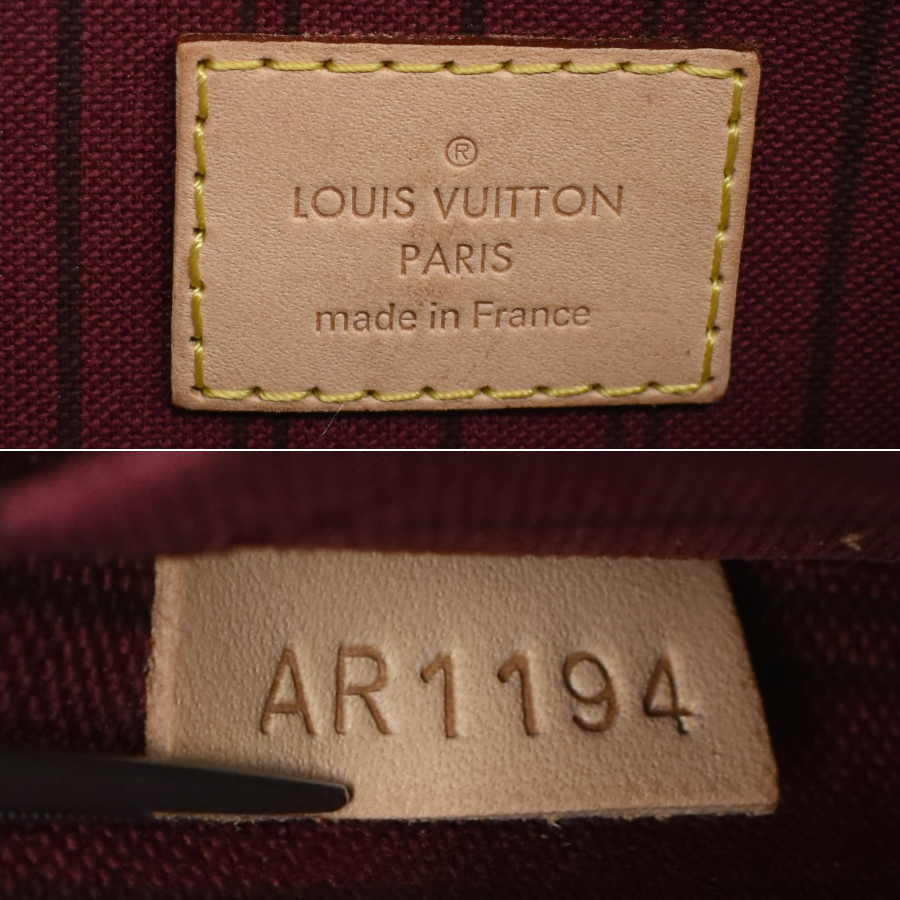 ®
LOUIS VUITTON
PARIS
made in France
AR1194